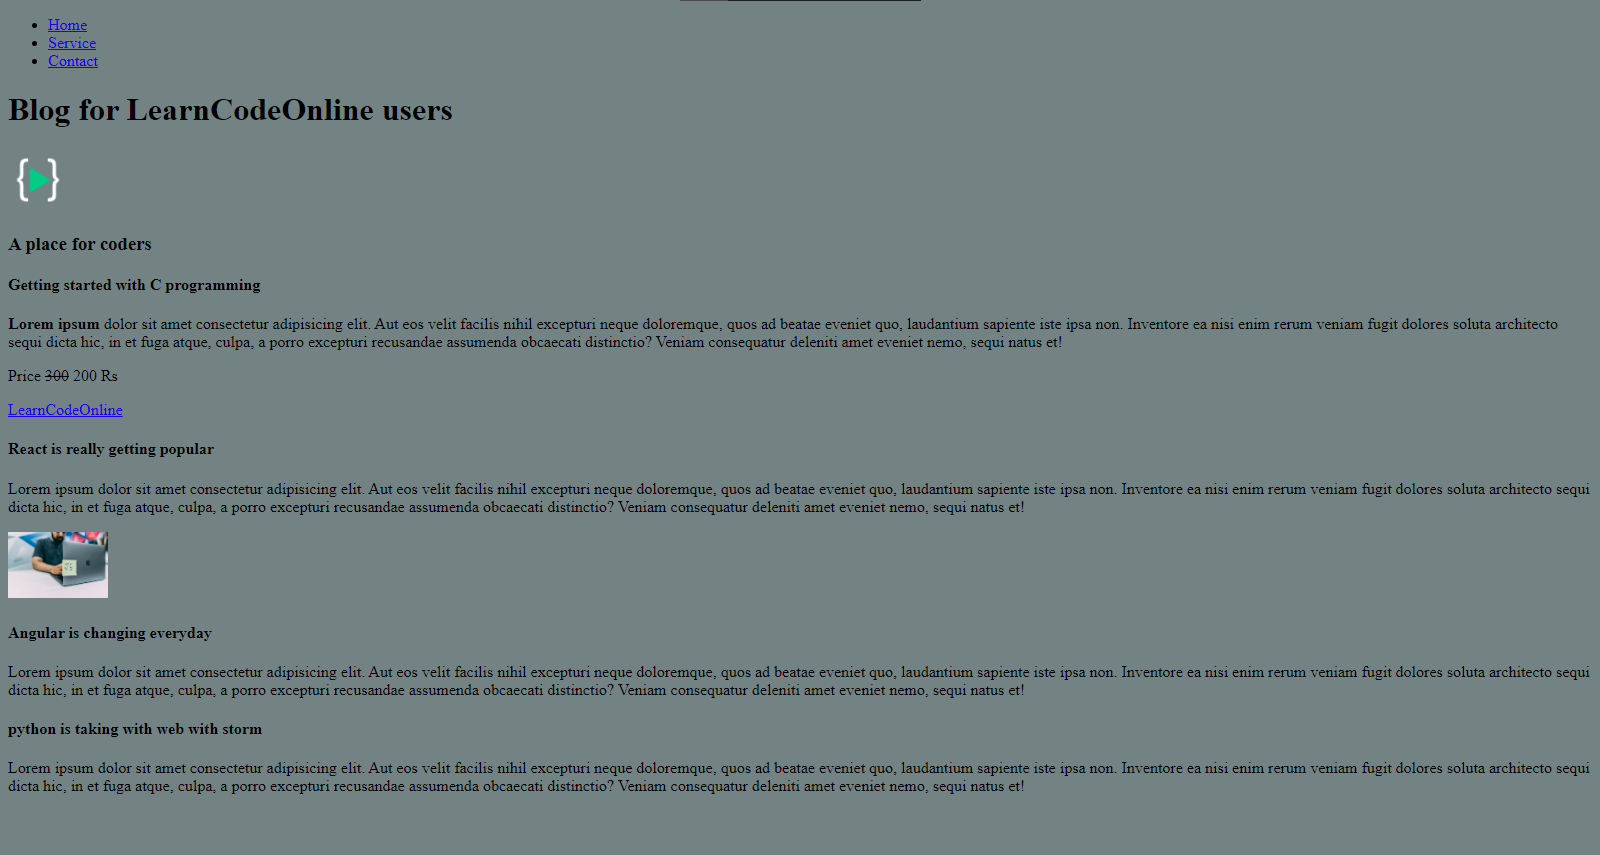 Home
Service
Contact
Blog for LearnCodeOnline users
A place for coders
Getting started with C programming
Lorem ipsum dolor sit amet consectetur adipisicing elit. Aut eos velit facilis nihil excepturi neque doloremque, quos ad beatae eveniet quo, laudantium sapiente iste ipsa non. Inventore ea nisi enim rerum veniam fugit dolores soluta architecto
sequi dicta hic, in et fuga atque, culpa, a porro excepturi recusandae assumenda obcaecati distinctio? Veniam consequatur deleniti amet eveniet nemo, sequi natus et!
Price 300 200 Rs
LearnCodeOnline
React is really getting popular
Lorem ipsum dolor sit amet consectetur adipisicing elit. Aut eos velit facilis nihil excepturi neque doloremque, quos ad beatae eveniet quo, laudantium sapiente iste ipsa non. Inventore ea nisi enim rerum veniam fugit dolores soluta architecto sequi
dicta hic, in et fuga atque, culpa, a porro excepturi recusandae assumenda obcaecati distinctio? Veniam consequatur deleniti amet eveniet nemo, sequi natus et!
Angular is changing everyday
Lorem ipsum dolor sit amet consectetur adipisicing elit. Aut eos velit facilis nihil excepturi neque doloremque, quos ad beatae eveniet quo, laudantium sapiente iste ipsa non. Inventore ea nisi enim rerum veniam fugit dolores soluta architecto sequi
dicta hic, in et fuga atque, culpa, a porro excepturi recusandae assumenda obcaecati distinctio? Veniam consequatur deleniti amet eveniet nemo, sequi natus et!
python is taking with web with storm
Lorem ipsum dolor sit amet consectetur adipisicing elit. Aut eos velit facilis nihil excepturi neque doloremque, quos ad beatae eveniet quo, laudantium sapiente iste ipsa non. Inventore ea nisi enim rerum veniam fugit dolores soluta architecto sequi
dicta hic, in et fuga atque, culpa, a porro excepturi recusandae assumenda obcaecati distinctio? Veniam consequatur deleniti amet eveniet nemo, sequi natus et!